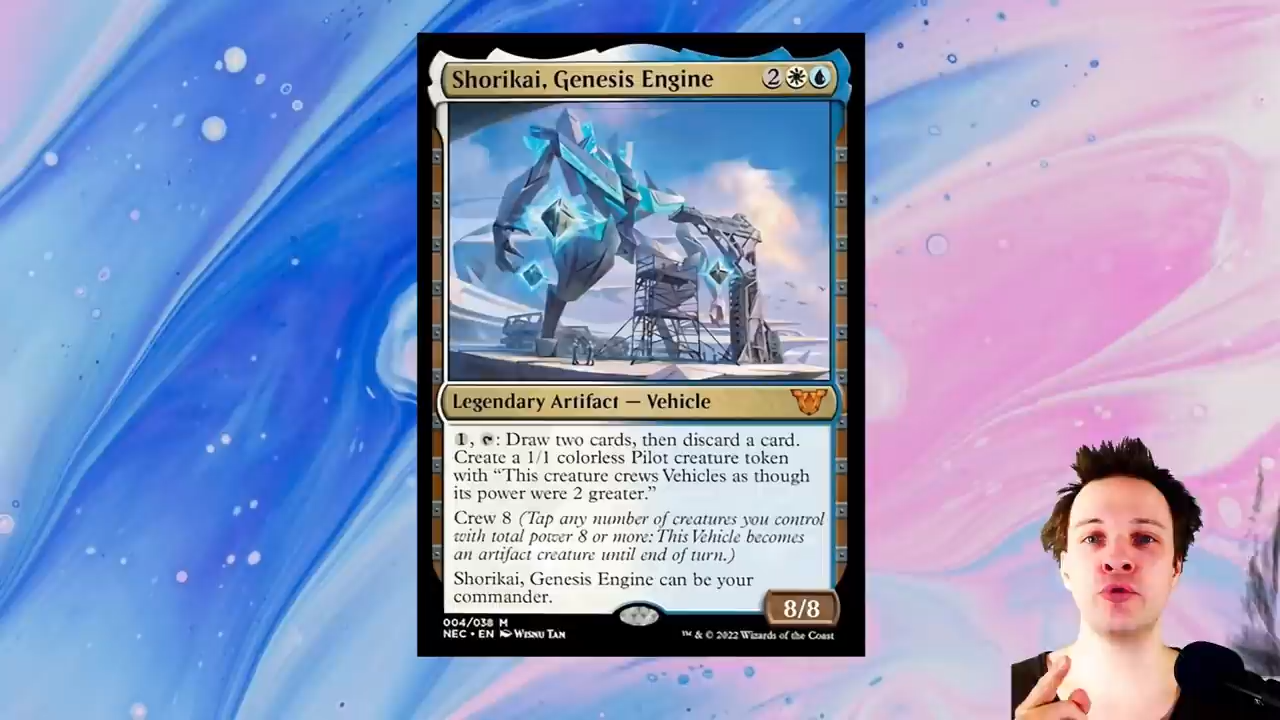 Shorikai, Genesis Engine 2
Legendary Artifact — Vehicle
1, : Draw two cards, then discard a card.
Create a 1/1 colorless Pilot creature token
with “This creature crews Vehicles as though
its power were 2 greater.”
Crew 8 (Tap any number of creatures you control
with total power 8 or more: This Vehicle becomes
an artifact creature until end of turn.)
Shorikai, Genesis Engine can be your
commander.
8/8
004/038 M
NEC • EN Wisnu Tan
™ & © 2022 Wizards of the Coast